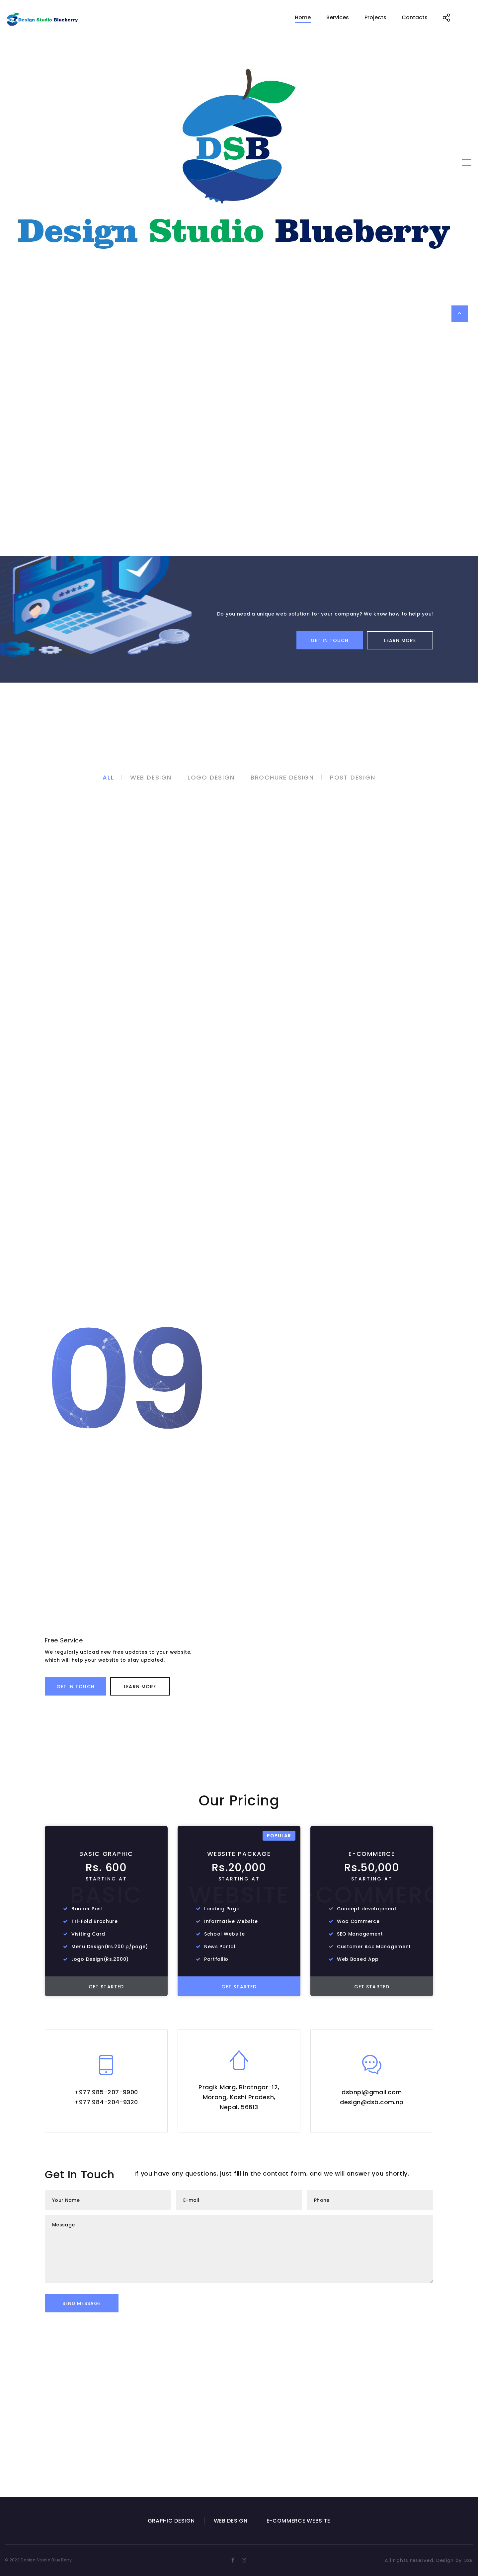 Design Studio Blueberry
Home Services Projects Contacts
DSB
Design Studio Blueberry
Do you need a unique web solution for your company? We know how to help you!
GET IN TOUCH LEARN MORE
ALL WEB DESIGN LOGO DESIGN BROCHURE DESIGN POST DESIGN
09
Free Service
We regularly upload new free updates to your website,
which will help your website to stay updated.
GET IN TOUCH LEARN MORE
Our Pricing
BASIC GRAPHIC
Rs. 600
STARTING AT
BASIC
Banner Post
Tri-Fold Brochure
Visiting Card
Menu Design(Rs.200 p/page)
Logo Design(Rs.2000)
GET STARTED
POPULAR
WEBSITE PACKAGE
Rs.20,000
STARTING AT
WEBSITE
Landing Page
Informative Website
School Website
News Portal
Portfolio
GET STARTED
E-COMMERCE
Rs.50,000
STARTING AT
Concept development
Woo Commerce
SEO Management
Customer Acc Management
Web Based App
GET STARTED
+977 985-207-9900
+977 984-204-9320
Pragik Marg, Biratngar-12,
Morang, Koshi Pradesh,
Nepal, 56613
dsbnpl@gmail.com
design@dsb.com.np
Get In Touch
If you have any questions, just fill in the contact form, and we will answer you shortly.
Your Name E-mail Phone
Message
SEND MESSAGE
GRAPHIC DESIGN WEB DESIGN E-COMMERCE WEBSITE
Design Studio Blueberry
All rights reserved. Design by DSB